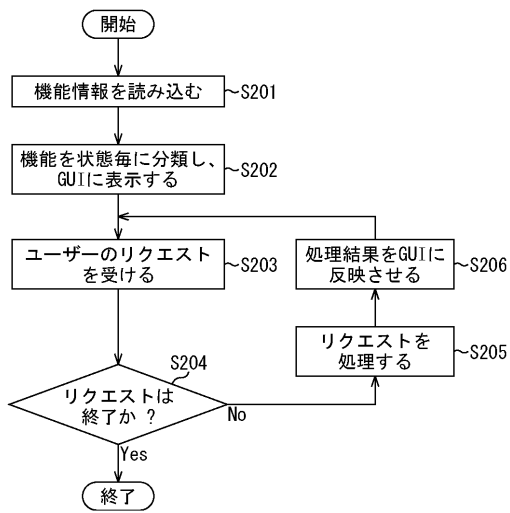 開始
機能情報を読み込む
S201
機能を状態毎に分類し、
GUIに表示する
S202
ユーザーのリクエスト
を受ける
S203
処理結果をGUIに
反映させる
S206
リクエストを
処理する
S205
S204
リクエストは
終了か ?
No
Yes
終了